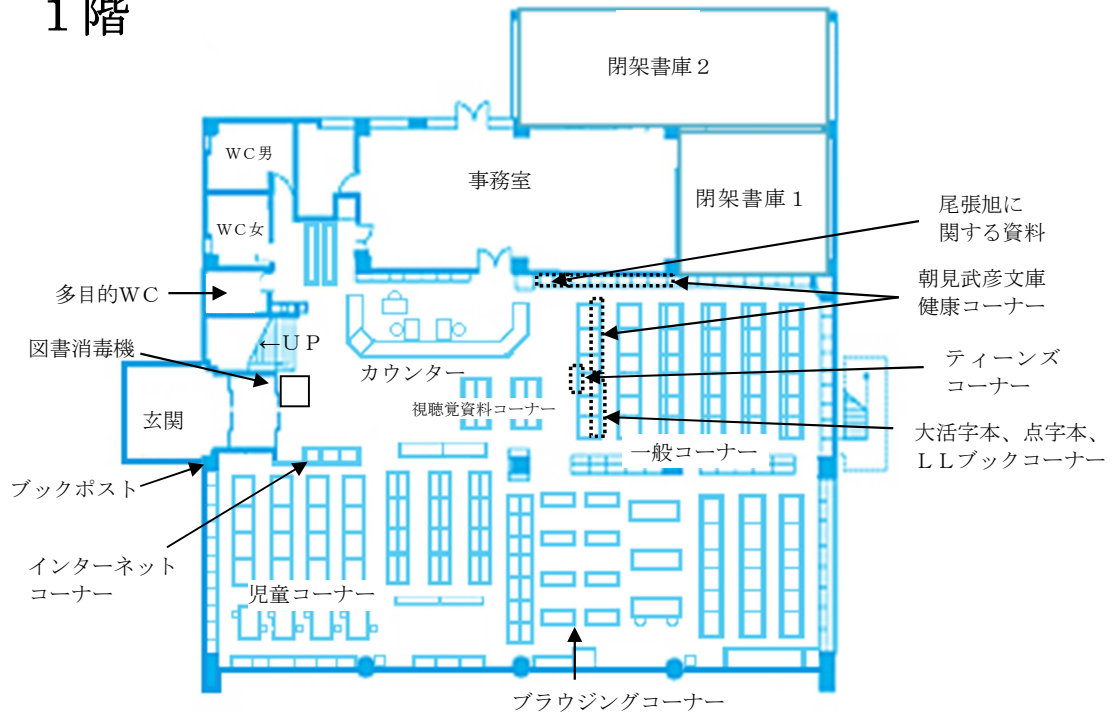 １階
閉架書庫２
WC男
事務室
閉架書庫１
WC女
尾張旭に
関する資料
多目的WC
朝見武彦文庫
健康コーナー
←ＵＰ
図書消毒機
カウンター
ティーンズ
コーナー
視聴覚資料コーナー
玄関
大活字本、点字本、
ＬＬブックコーナー
一般コーナー
ブックポスト
インターネット
コーナー
児童コーナー
ブラウジングコーナー